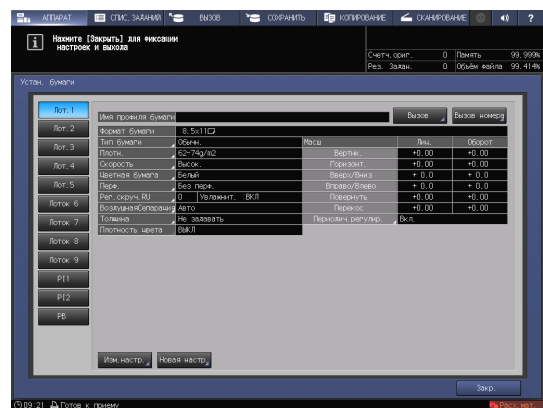 АППАРАТ СПИС. ЗАДАНИЙ ВЫЗОВ СОХРАНИТЬ КОПИРОВАНИЕ СКАНИРОВАНИЕ ?
Нажмите [Закрыть] для фиксации
настроек и выхода
Счетч. ориг. 0 Память 99.999%
Рез. Задан. 0 Объём файла 99.414%
Устан. бумаги
Лот. 1
Лот. 2
Лот. 3
Лот. 4
Лот. 5
Лоток 6
Лоток 7
Лоток 8
Лоток 9
PI1
PI2
PB
Имя профиля бумаги Вызов Вызов номера
Формат бумаги 8.5x11
Тип бумаги Обычн. Масш Лиц. Оборот
Плотн. 62-74g/m2 Вертик. +0.00 +0.00
Скорость Высок. Горизонт. +0.00 +0.00
Цветная бумага Белый Вверх/Вниз + 0.0 + 0.0
Перф. Без перф. Вправо/Влево + 0.0 + 0.0
Рег.скруч.RU 0 Увлажнит. :ВКЛ Повернуть +0.00 +0.00
ВоздушнаяСепарация Авто Перекос +0.00 +0.00
Толщина Не задавать Периодич.регулир. Вкл.
Плотность цвета ВЫКЛ
Изм.настр. Новая настр
Закр.
09:21 Готов к приему Расх.мат.